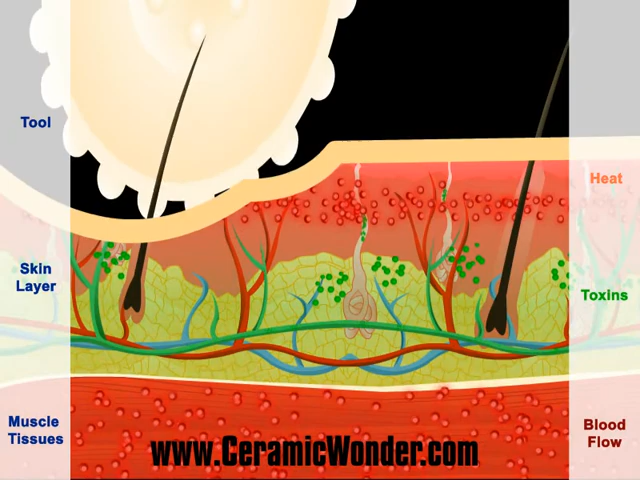 Tool
Heat
Skin
Layer
Toxins
Muscle
Tissues
Blood
Flow
www.CeramicWonder.com